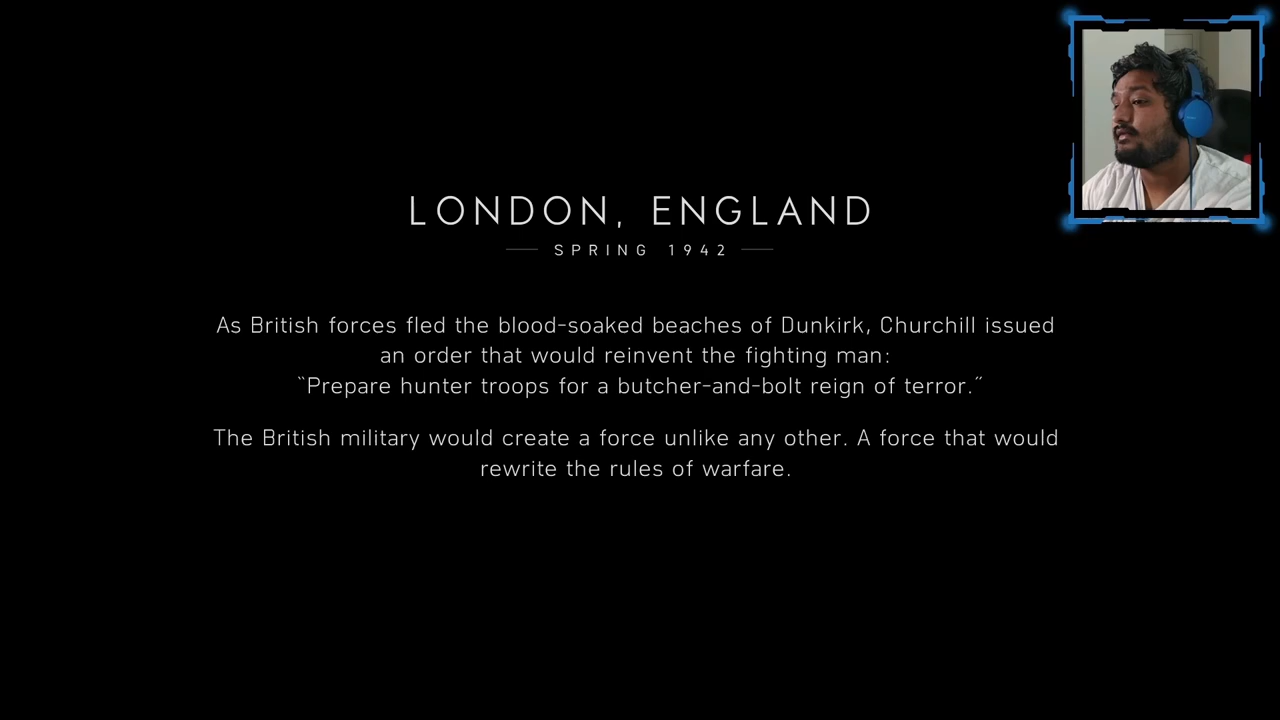 LONDON, ENGLAND
SPRING 1942
As British forces fled the blood-soaked beaches of Dunkirk, Churchill issued
an order that would reinvent the fighting man:
“Prepare hunter troops for a butcher-and-bolt reign of terror.”
The British military would create a force unlike any other. A force that would
rewrite the rules of warfare.